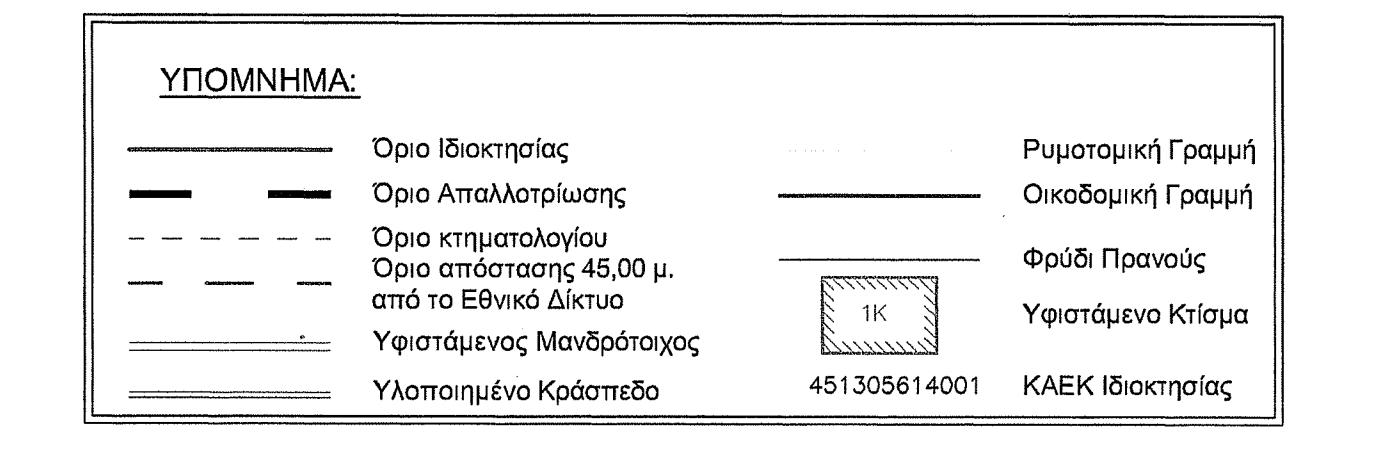 ΥΠΟΜΝΗΜΑ:
Όριο Ιδιοκτησίας
Όριο Απαλλοτρίωσης
Όριο κτηματολογίου
Όριο απόστασης 45,00 μ.
από το Εθνικό Δίκτυο
Υφιστάμενος Μανδρότοιχος
Υλοποιημένο Κράσπεδο
Ρυμοτομική Γραμμή
Οικοδομική Γραμμή
Φρύδι Πρανούς
1Κ
Υφιστάμενο Κτίσμα
451305614001 ΚΑΕΚ Ιδιοκτησίας